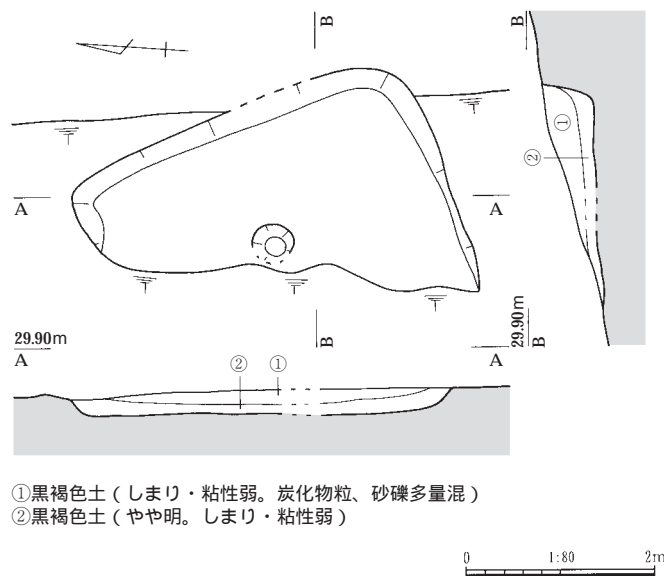 B
B
①
②
A
A
B
29.90m
B
29.90m
A
②
①
A
①黒褐色土（しまり・粘性弱。炭化物粒、砂礫多量混）
②黒褐色土（やや明。しまり・粘性弱）
0 1:80 2m